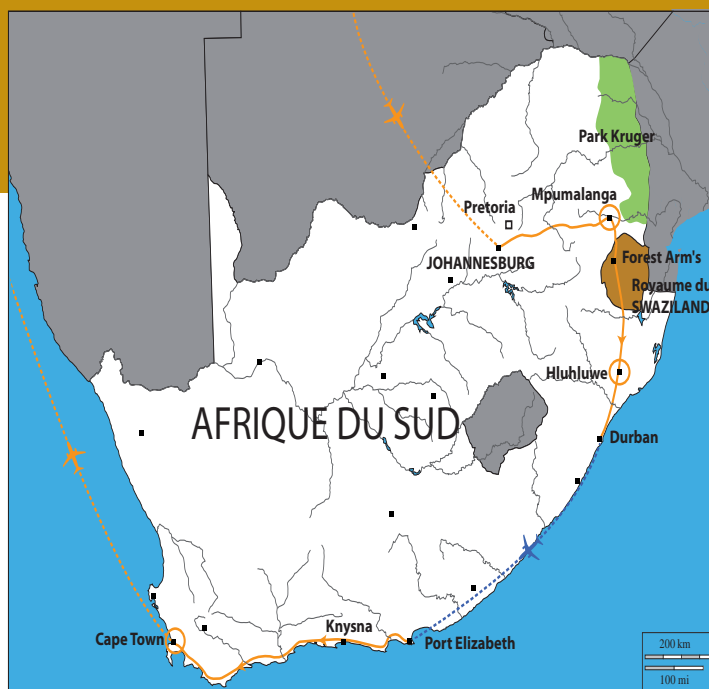 Park Kruger
Mpumalanga
Pretoria
JOHANNESBURG
Forest Arm's
Royaume du
SWAZILAND
Hluhluwe
AFRIQUE DU SUD
Durban
Knysna
Cape Town
Port Elizabeth
200 km
100 mi